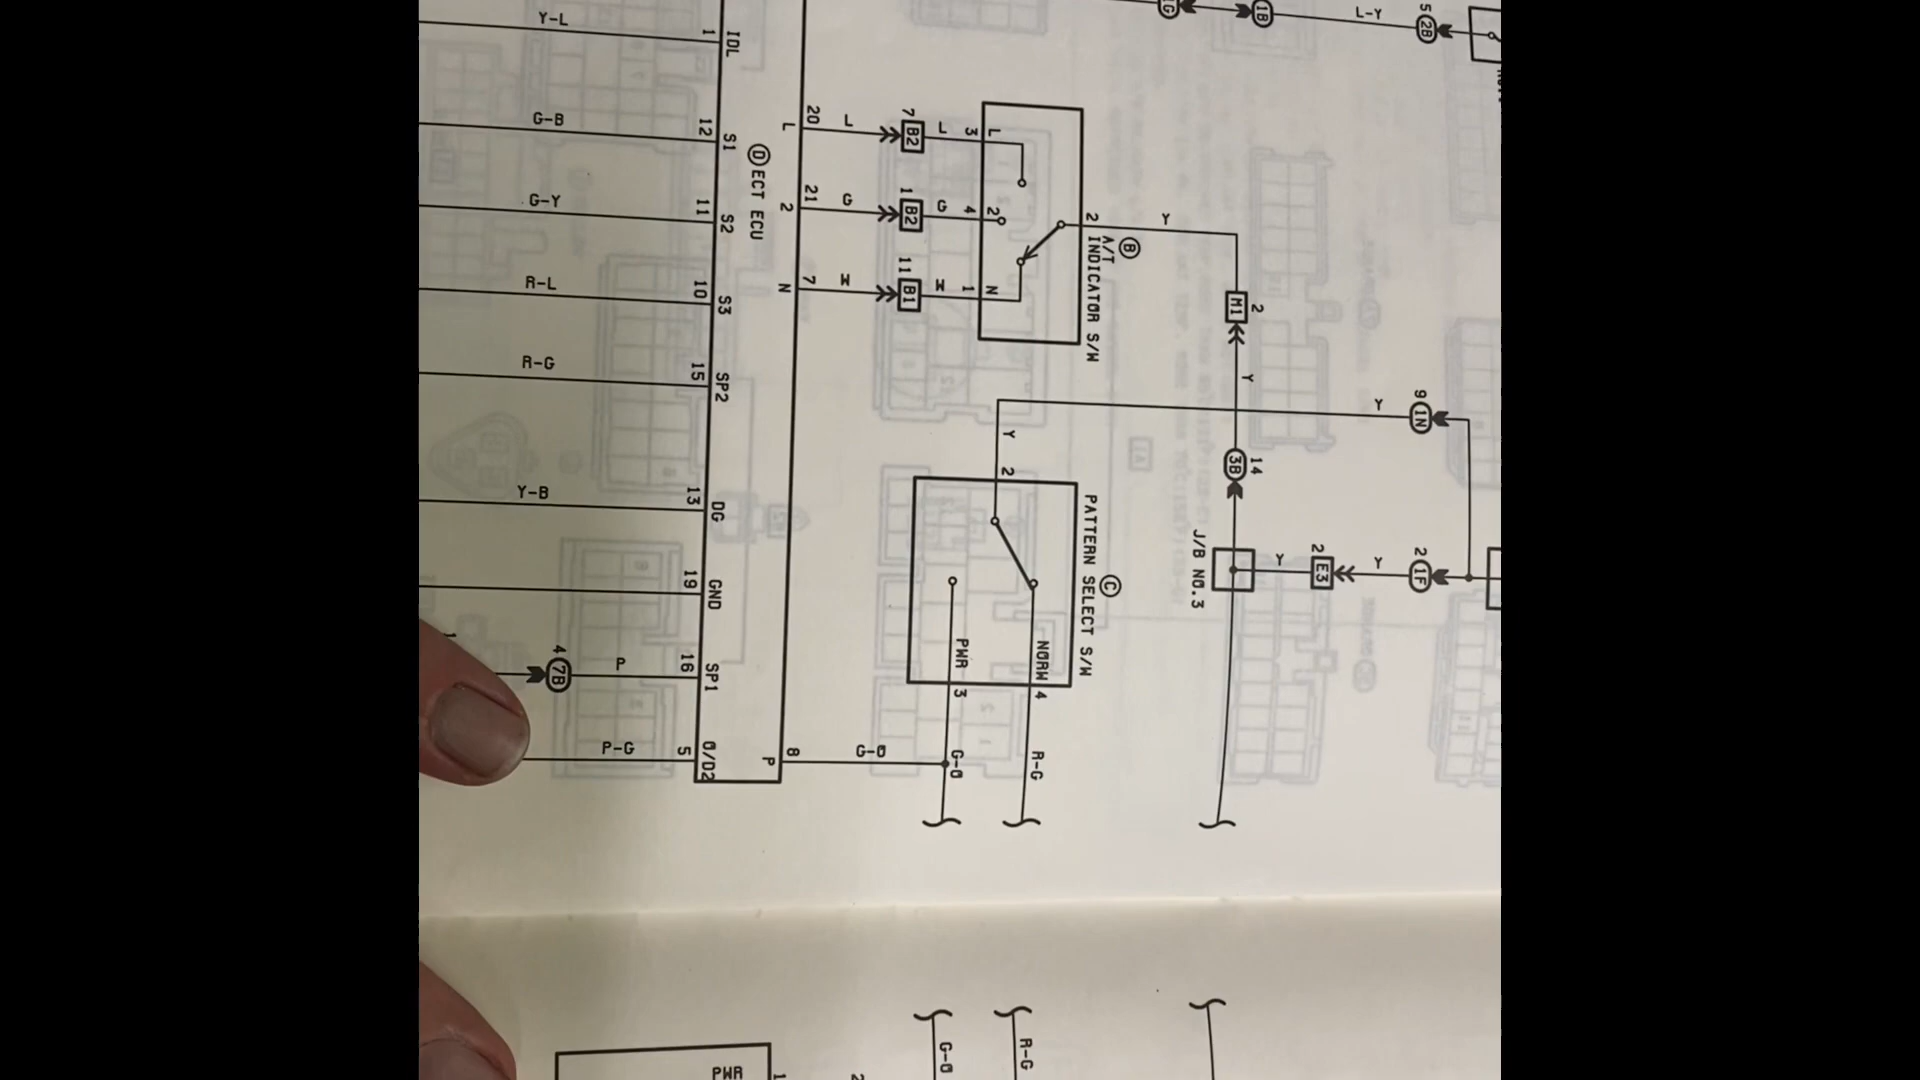 1G
1B
L-Y
5
2B
Y-L
1
IDL
G-B
12
S1
G-Y
11
S2
R-L
10
S3
R-G
15
SP2
Y-B
13
DG
19
GND
4
7B
P
16
SP1
P-G
5
O/D2
D
ECT ECU
L
20
L
7
B2
L
3
L
2
21
G
1
B2
G
4
2
N
7
W
11
B1
W
1
N
B
A/T
INDICATOR S/W
2
Y
2
M1
Y
Y
9
1N
14
3B
J/B NO.3
Y
2
E3
Y
2
1F
Y
2
C
PATTERN SELECT S/W
NORM
PWR
3
4
P
8
G-O
G-O
R-G
G-O
R-G
PWR
1
2